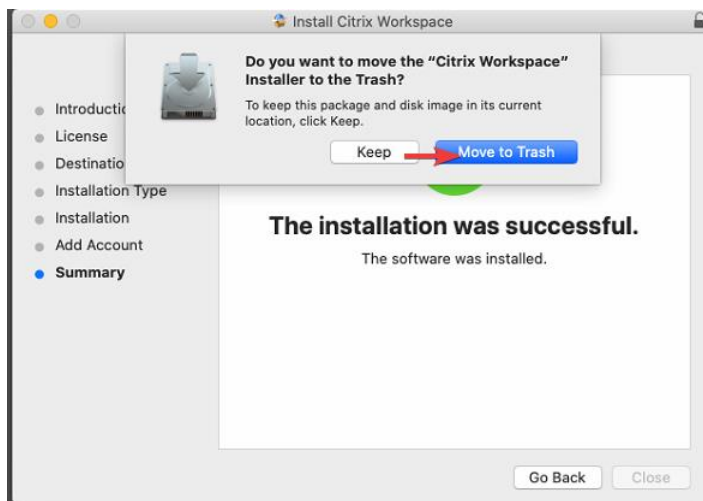 Install Citrix Workspace
Do you want to move the “Citrix Workspace”
Installer to the Trash?
To keep this package and disk image in its current
location, click Keep.
Keep
Move to Trash
Introductio
License
Destinatio
Installation Type
Installation
Add Account
Summary
The installation was successful.
The software was installed.
Go Back
Close